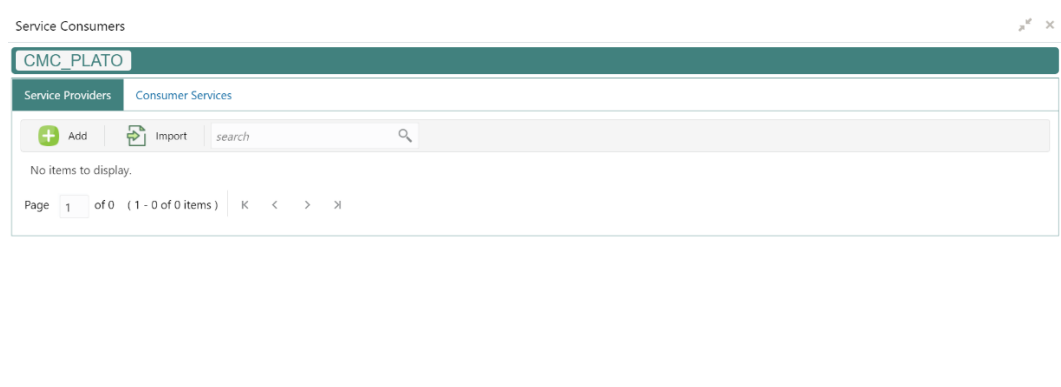 Service Consumers
CMC_PLATO
Service Providers Consumer Services
Add Import search
No items to display.
Page 1 of 0 ( 1 - 0 of 0 items )